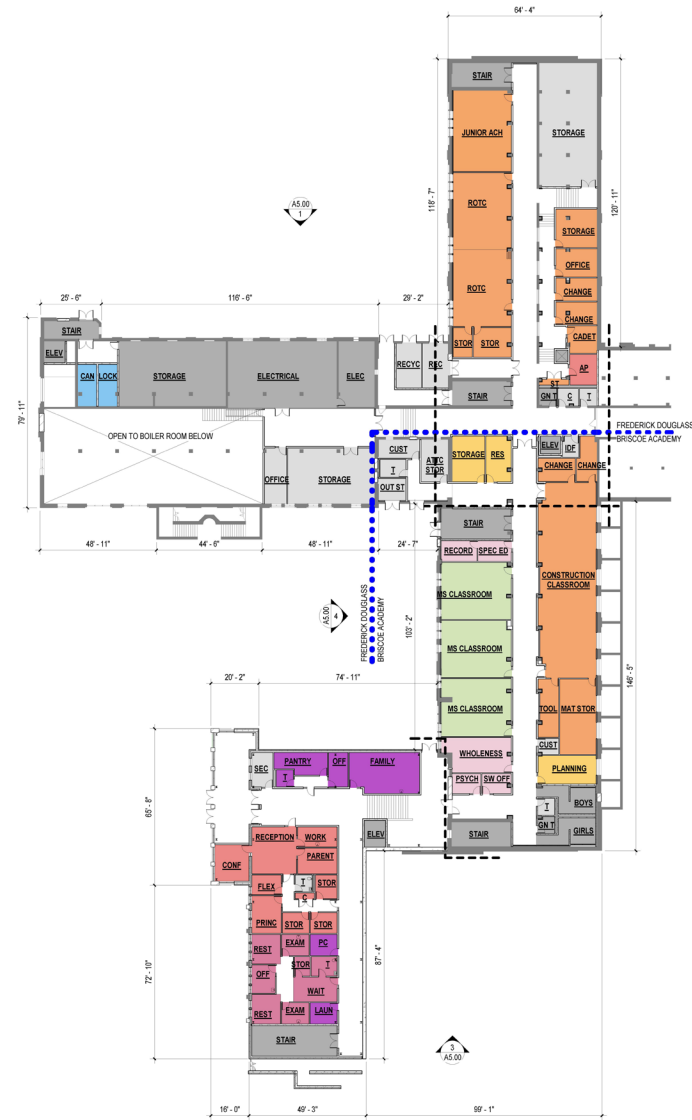 64' - 4"
STAIR
JUNIOR ACH
STORAGE
A5.00
1
118' - 7"
120' - 11"
ROTC
STORAGE
OFFICE
ROTC
CHANGE
25' - 6"
116' - 6"
29' - 2"
CHANGE
STAIR
STOR
STOR
CADET
ELEV
RECYC
REC
AP
CAN
LOCK
STORAGE
ELECTRICAL
ELEC
ST
STAIR
GN T
C
T
79' - 11"
FREDERICK DOUGLASS
BRISCOE ACADEMY
OPEN TO BOILER ROOM BELOW
CUST
ATTC
STOR
STORAGE
RES
ELEV
IDF
T
CHANGE
CHANGE
OFFICE
STORAGE
OUT ST
STAIR
48' - 11"
44' - 6"
48' - 11"
24' - 7"
RECORD
SPEC ED
CONSTRUCTION
CLASSROOM
MS CLASSROOM
A5.00
4
FREDERICK DOUGLASS
BRISCOE ACADEMY
103' - 2"
MS CLASSROOM
146' - 5"
20' - 2"
74' - 11"
MS CLASSROOM
TOOL
MAT STOR
CUST
WHOLENESS
SEC
PANTRY
OFF
FAMILY
PLANNING
T
PSYCH
SW OFF
65' - 8"
T
BOYS
GN T
GIRLS
RECEPTION
WORK
ELEV
STAIR
PARENT
CONF
FLEX
T
STOR
C
PRINC
STOR
STOR
REST
EXAM
PC
STOR
T
OFF
87' - 4"
72' - 10"
WAIT
REST
EXAM
LAUN
STAIR
3
A5.00
16' - 0"
49' - 3"
99' - 1"